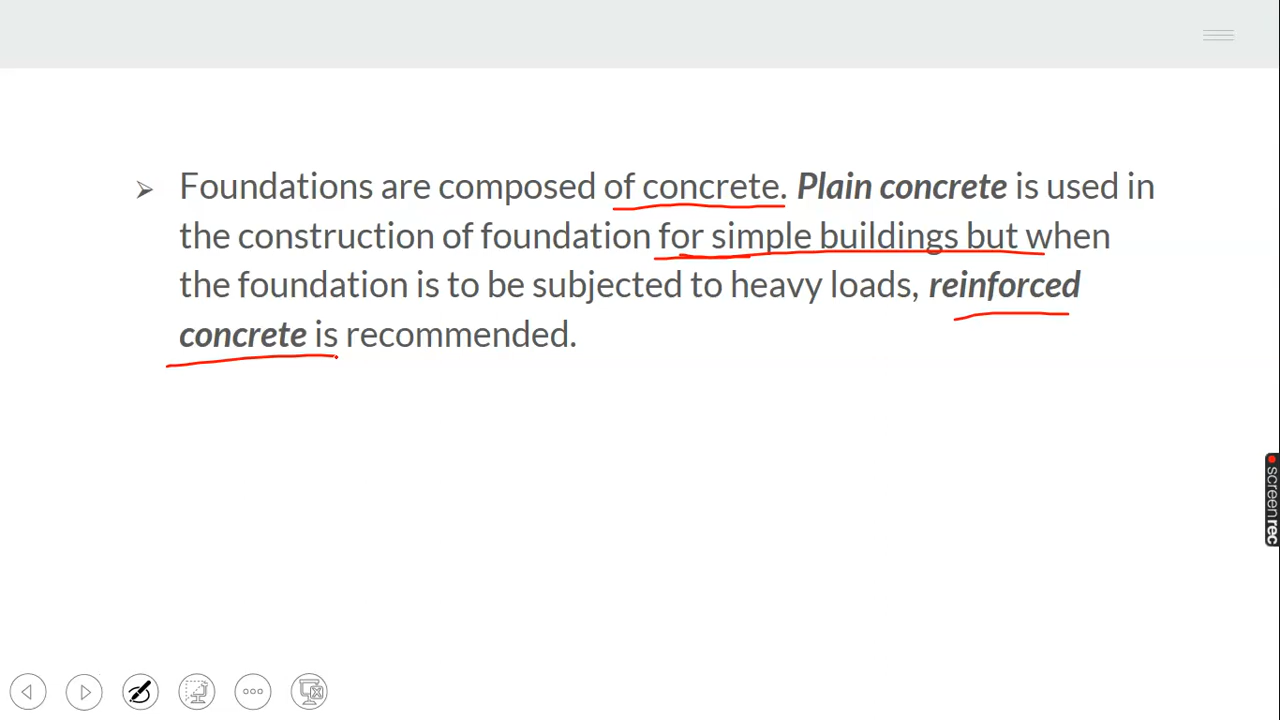 ➢ Foundations are composed of concrete. Plain concrete is used in
the construction of foundation for simple buildings but when
the foundation is to be subjected to heavy loads, reinforced
concrete is recommended.
screenrec